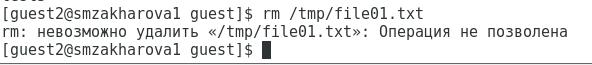 [guest2@smzakharova1 guest]$ rm /tmp/file01.txt
rm: невозможно удалить «/tmp/file01.txt»: Операция не позволена
[guest2@smzakharova1 guest]$